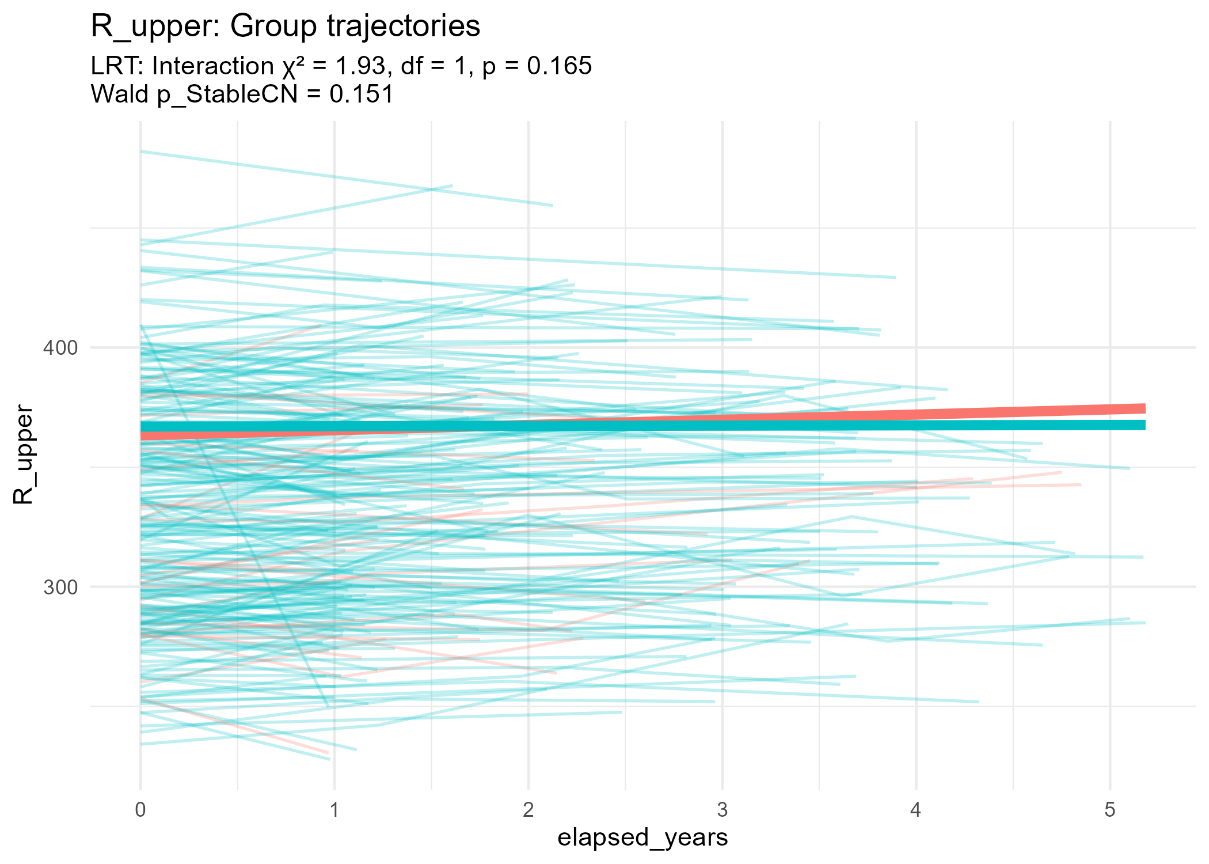 R_upper: Group trajectories
LRT: Interaction χ² = 1.93, df = 1, p = 0.165
Wald p_StableCN = 0.151
R_upper
400
300
0 1 2 3 4 5
elapsed_years